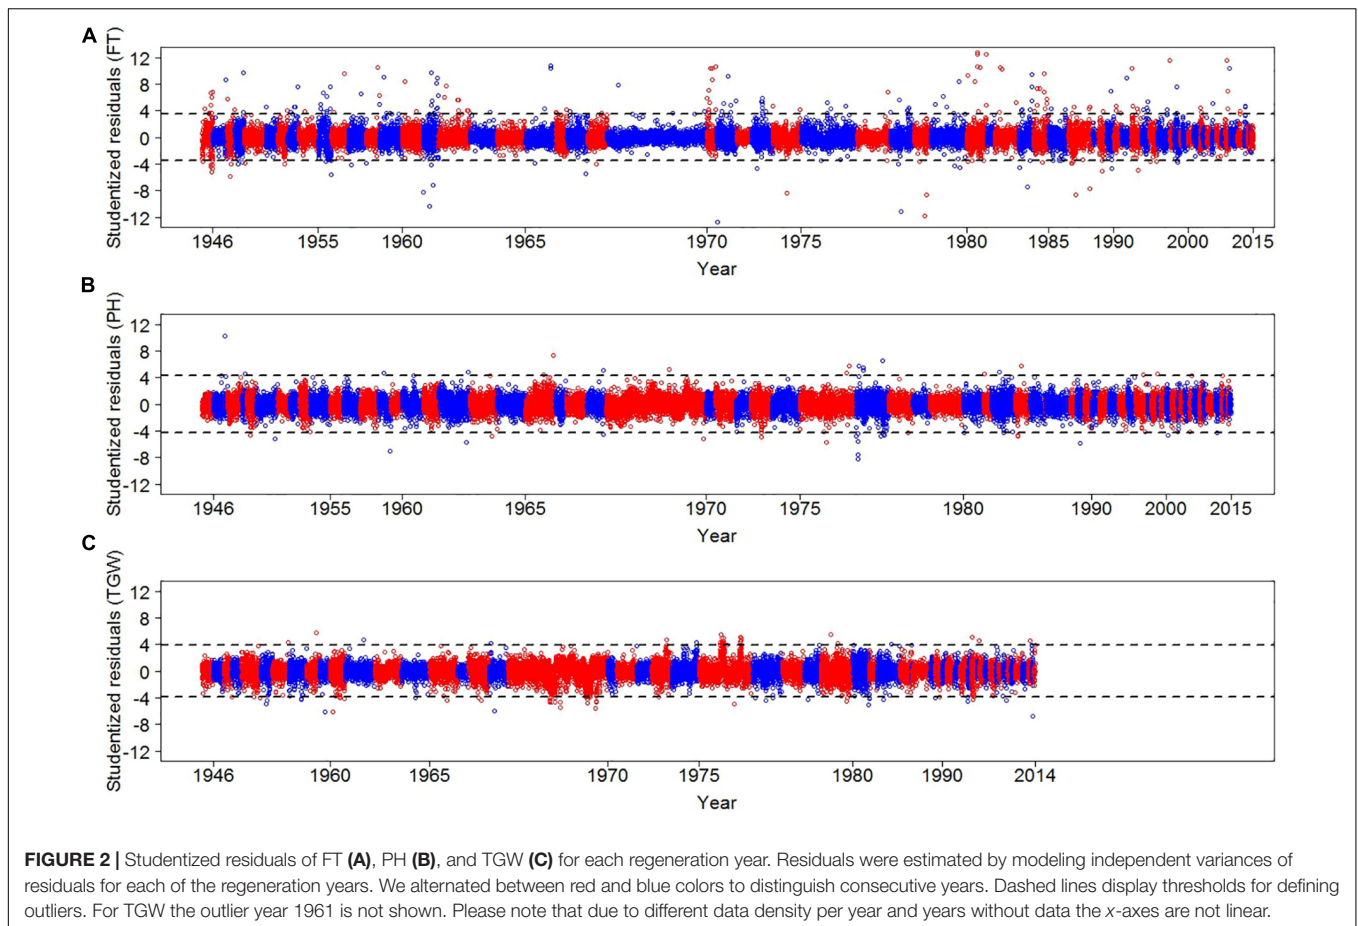 A
Studentized residuals (FT)
12
8
4
0
-4
-8
-12
1946 1955 1960 1965 1970 1975 1980 1985 1990 2000 2015
Year
B
Studentized residuals (PH)
12
8
4
0
-4
-8
-12
1946 1955 1960 1965 1970 1975 1980 1990 2000 2015
Year
C
Studentized residuals (TGW)
12
8
4
0
-4
-8
-12
1946 1960 1965 1970 1975 1980 1990 2014
Year
FIGURE 2 | Studentized residuals of FT (A), PH (B), and TGW (C) for each regeneration year. Residuals were estimated by modeling independent variances of
residuals for each of the regeneration years. We alternated between red and blue colors to distinguish consecutive years. Dashed lines display thresholds for defining
outliers. For TGW the outlier year 1961 is not shown. Please note that due to different data density per year and years without data the x-axes are not linear.